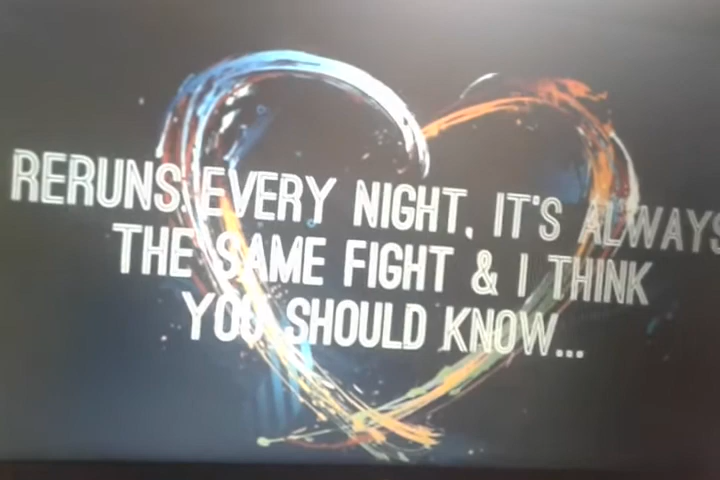 RERUNS EVERY NIGHT, IT'S ALWAYS
THE SAME FIGHT & I THINK
YOU SHOULD KNOW...